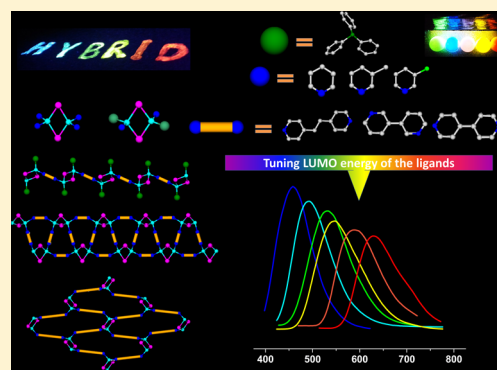 HYBRID
=
=
=
Tuning LUMO energy of the ligands
400 500 600 700 800